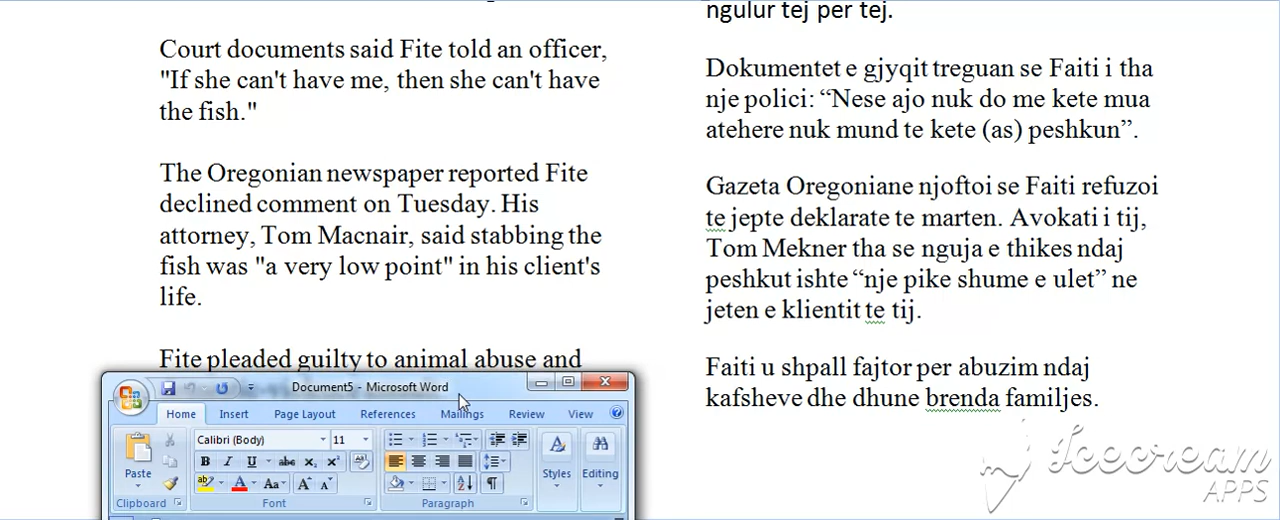 Court documents said Fite told an officer,
"If she can't have me, then she can't have
the fish."
The Oregonian newspaper reported Fite
declined comment on Tuesday. His
attorney, Tom Macnair, said stabbing the
fish was "a very low point" in his client's
life.
Fite pleaded guilty to animal abuse and
ngulur tej per tej.
Dokumentet e gjyqit treguan se Faiti i tha
nje polici: “Nese ajo nuk do me kete mua
atehere nuk mund te kete (as) peshkun”.
Gazeta Oregoniane njoftoi se Faiti refuzoi
te jepte deklarate te marten. Avokati i tij,
Tom Mekner tha se nguja e thikes ndaj
peshkut ishte “nje pike shume e ulet” ne
jeten e klientit te tij.
Faiti u shpall fajtor per abuzim ndaj
kafsheve dhe dhune brenda familjes.
Document5 - Microsoft Word
Home Insert Page Layout References Mailings Review View
Calibri (Body) 11
B I U abc X₂ X² 
Paste Styles Editing
ab A Aa A A
Clipboard Font Paragraph
Icecream
APPS